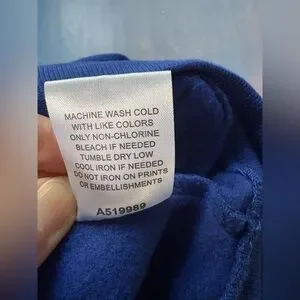 MACHINE WASH COLD
WITH LIKE COLORS
ONLY NON-CHLORINE
BLEACH IF NEEDED
TUMBLE DRY LOW
COOL IRON IF NEEDED
DO NOT IRON ON PRINTS
OR EMBELLISHMENTS
A519989